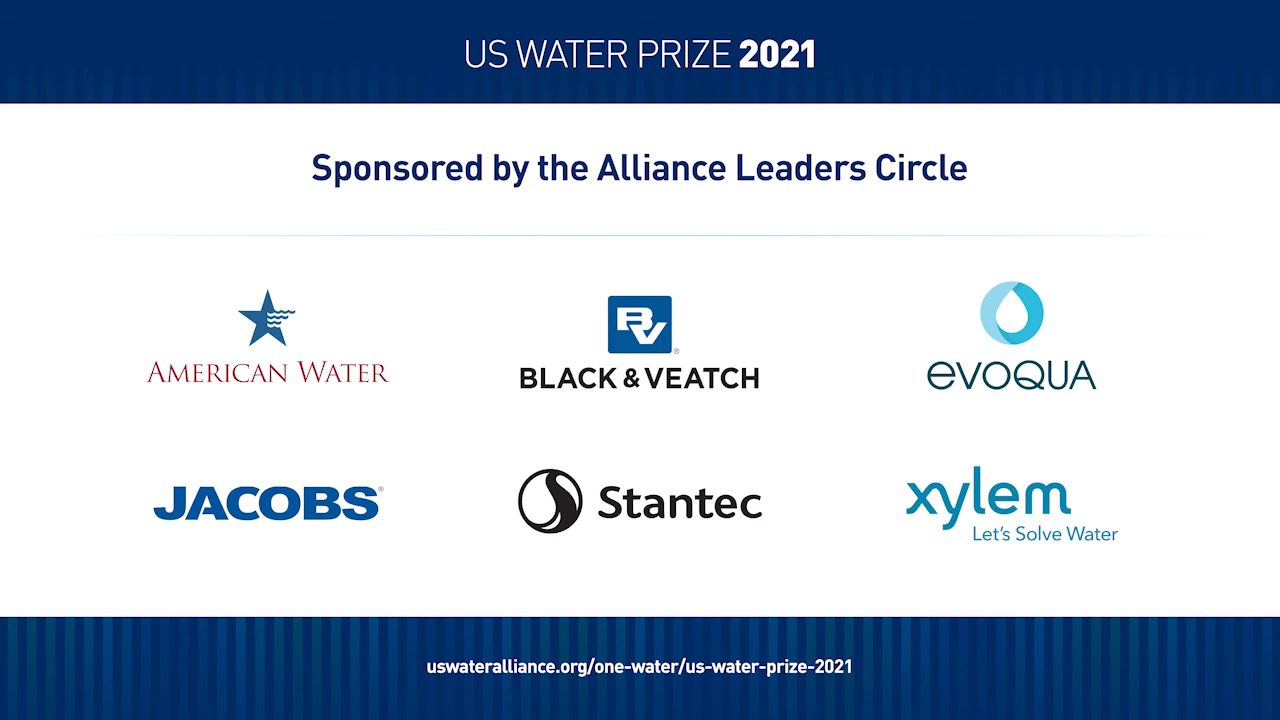 US WATER PRIZE 2021
Sponsored by the Alliance Leaders Circle
AMERICAN WATER
BV®
BLACK & VEATCH
evoQUA
JACOBS®
Stantec
xylem
Let's Solve Water
uswateralliance.org/one-water/us-water-prize-2021